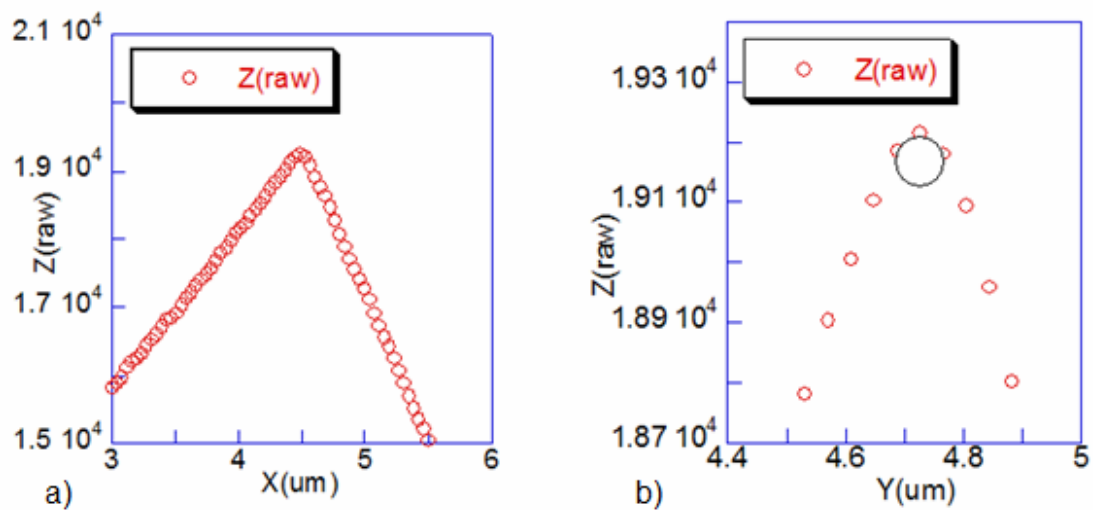 2.1 10^4
Z(raw)
1.9 10^4
Z(raw)
1.7 10^4
1.5 10^4
3 4 5 6
X(um)
a)
Z(raw)
1.93 10^4
1.91 10^4
Z(raw)
1.89 10^4
1.87 10^4
4.4 4.6 4.8 5
Y(um)
b)